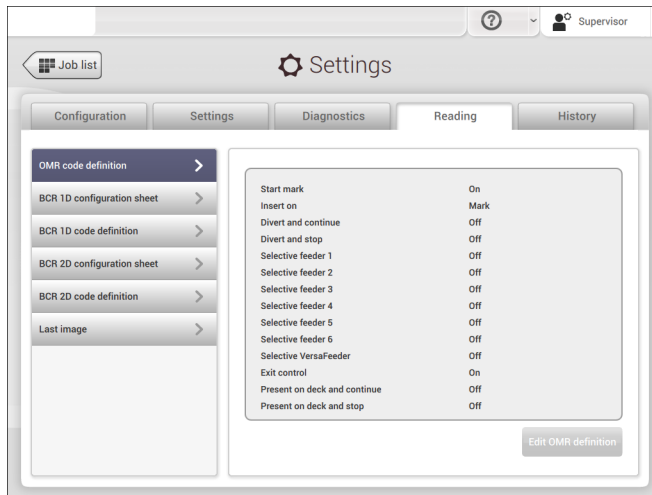 ? Supervisor
Job list
Settings
Configuration Settings Diagnostics Reading History
OMR code definition
BCR 1D configuration sheet
BCR 1D code definition
BCR 2D configuration sheet
BCR 2D code definition
Last image
Start mark On
Insert on Mark
Divert and continue Off
Divert and stop Off
Selective feeder 1 Off
Selective feeder 2 Off
Selective feeder 3 Off
Selective feeder 4 Off
Selective feeder 5 Off
Selective feeder 6 Off
Selective VersaFeeder Off
Exit control On
Present on deck and continue Off
Present on deck and stop Off
Edit OMR definition